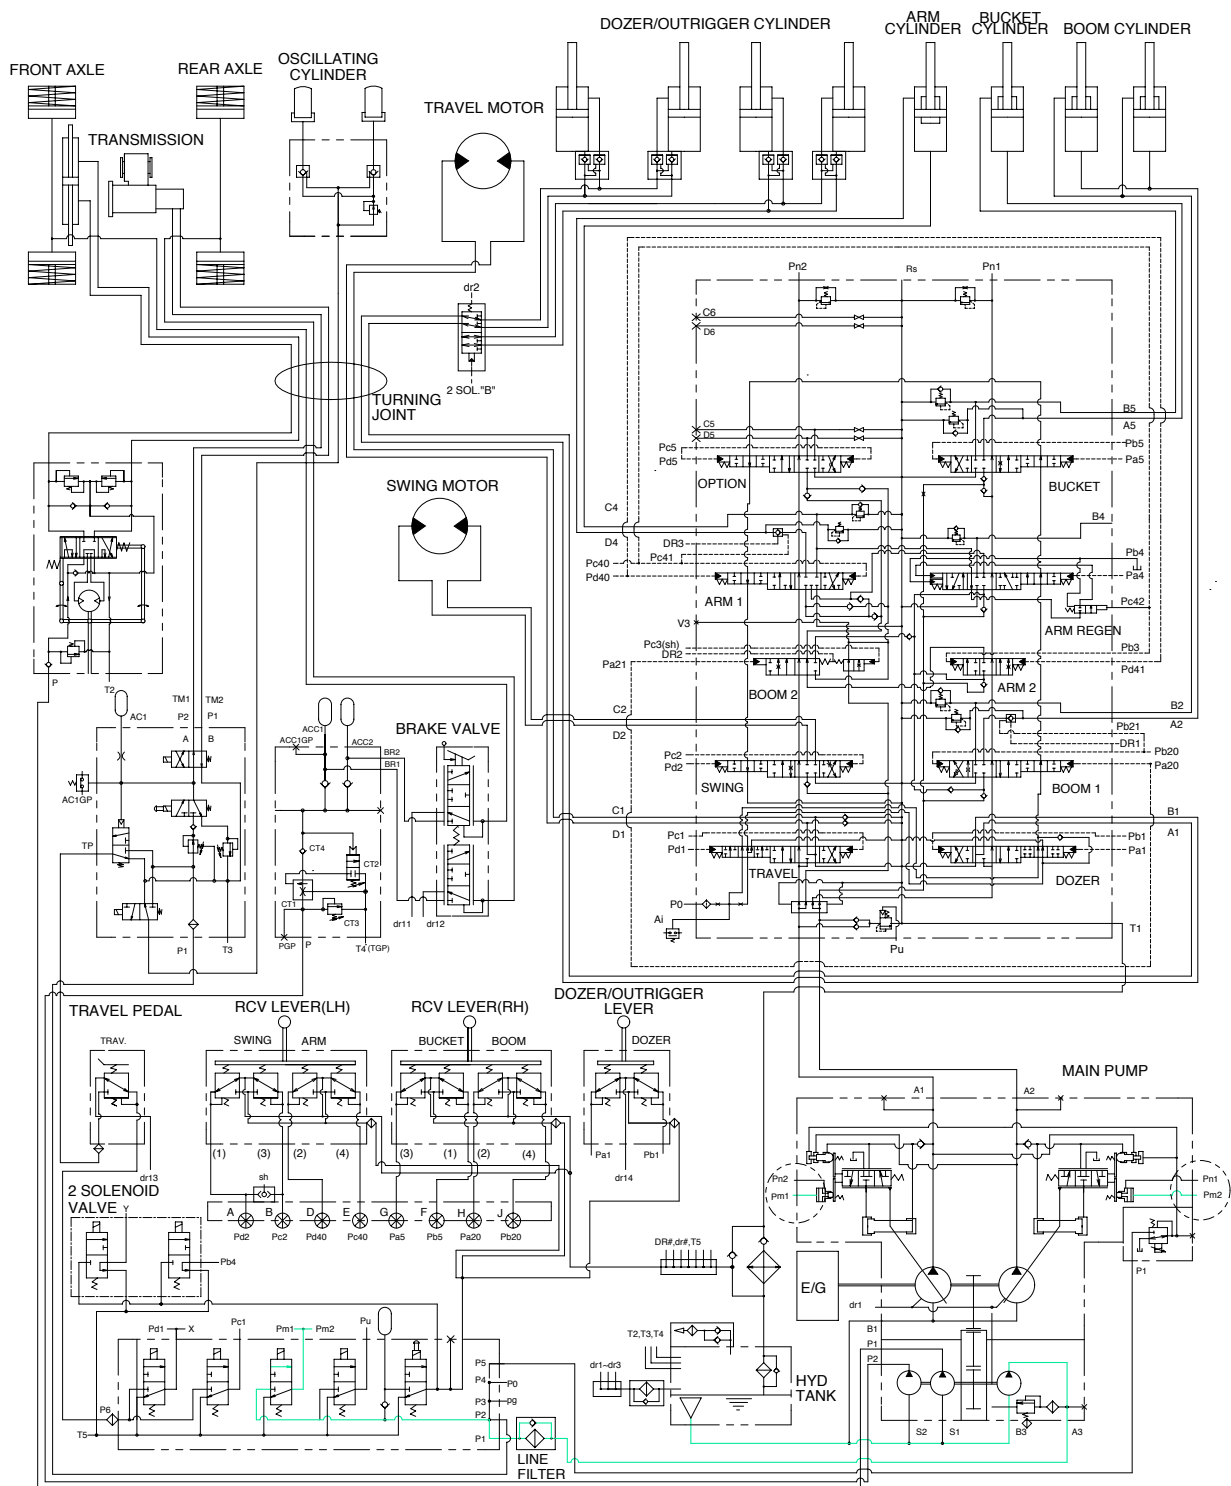 DOZER/OUTRIGGER CYLINDER
ARM
CYLINDER
BUCKET
CYLINDER
BOOM CYLINDER
FRONT AXLE
REAR AXLE
OSCILLATING
CYLINDER
TRAVEL MOTOR
TRANSMISSION
dr2
2 SOL."B"
TURNING
JOINT
SWING MOTOR
Pn2
Rs
Pn1
C6
D6
C5
D5
Pc5
Pd5
OPTION
B5
A5
Pb5
Pa5
BUCKET
C4
D4
DR3
Pc41
Pc40
Pd40
ARM 1
B4
Pb4
Pa4
Pc42
ARM REGEN
V3
Pc3(sh)
DR2
Pa21
BOOM 2
Pb3
Pd41
ARM 2
C2
D2
B2
A2
Pb21
DR1
Pc2
Pd2
SWING
Pb20
Pa20
BOOM 1
C1
D1
B1
A1
Pc1
Pd1
TRAVEL
Pb1
Pa1
DOZER
P0
Ai
Pu
T1
P
T2
AC1
TM1
TM2
P2
P1
A
B
AC1GP
TP
P1
T3
ACC1
ACC1GP
ACC2
BR2
BR1
BRAKE VALVE
CT4
CT2
CT1
CT3
PGP
P
T4(TGP)
dr11
dr12
TRAVEL PEDAL
TRAV.
dr13
RCV LEVER(LH)
SWING
ARM
(1)
(3)
(2)
(4)
RCV LEVER(RH)
BUCKET
BOOM
(3)
(1)
(2)
(4)
DOZER/OUTRIGGER
LEVER
DOZER
Pa1
Pb1
dr14
sh
A
B
D
E
G
F
H
J
Pd2
Pc2
Pd40
Pc40
Pa5
Pb5
Pa20
Pb20
2 SOLENOID
VALVE
Y
Pb4
MAIN PUMP
A1
A2
Pn2
Pm1
Pn1
Pm2
P1
E/G
dr1
B1
P1
P2
S2
S1
B3
A3
DR#,dr#,T5
T2,T3,T4
dr1~dr3
HYD
TANK
Pd1
X
Pc1
Pm1
Pm2
Pu
P5
P4
P0
P3
pg
P2
P1
P6
T5
LINE
FILTER